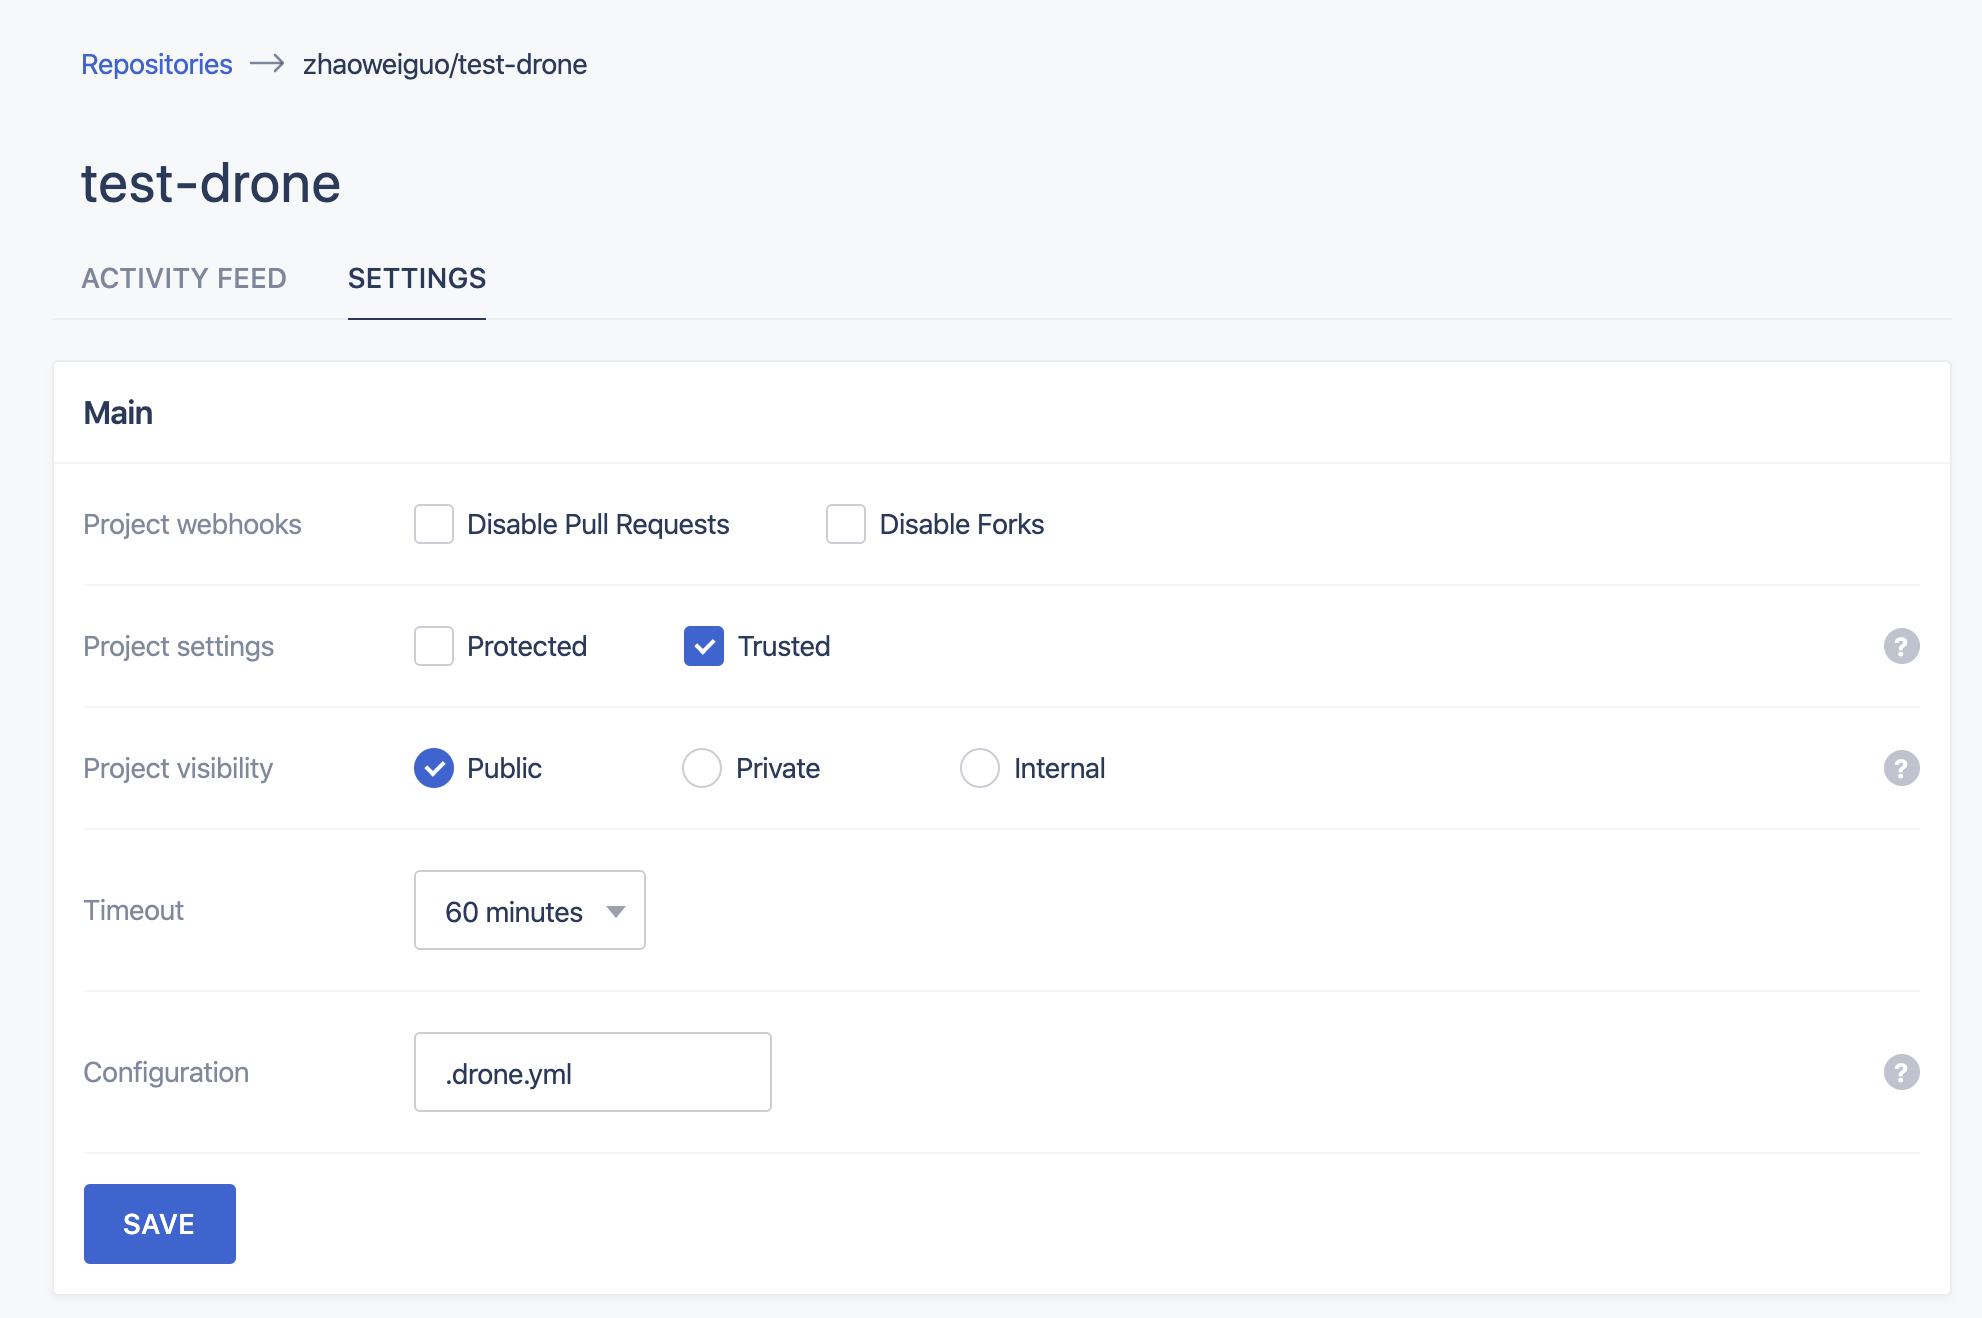 Repositories → zhaoweiguo/test-drone
test-drone
ACTIVITY FEED SETTINGS
Main
Project webhooks Disable Pull Requests Disable Forks
Project settings Protected Trusted ?
Project visibility Public Private Internal ?
Timeout 60 minutes
Configuration .drone.yml ?
SAVE